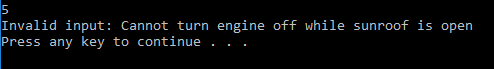 5
Invalid input: Cannot turn engine off while sunroof is open
Press any key to continue . . .